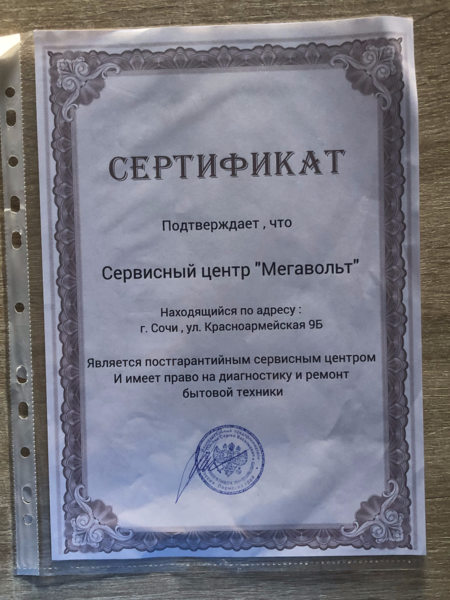 СЕРТИФИКАТ
Подтверждает , что
Сервисный центр "Мегавольт"
Находящийся по адресу :
г. Сочи , ул. Красноармейская 9Б
Является постгарантийным сервисным центром
И имеет право на диагностику и ремонт
бытовой техники